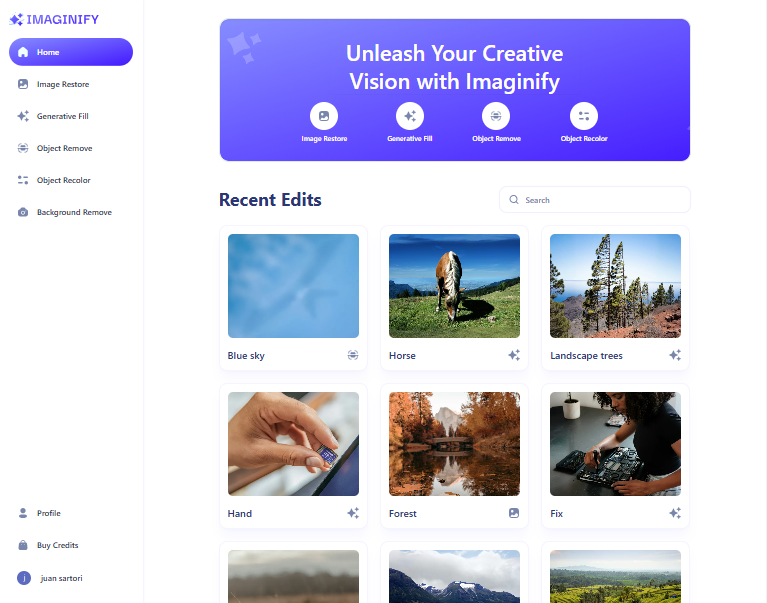 IMAGINIFY
Home
Image Restore
Generative Fill
Object Remove
Object Recolor
Background Remove
Profile
Buy Credits
j juan sartori
Unleash Your Creative
Vision with Imaginify
Image Restore Generative Fill Object Remove Object Recolor
Recent Edits
Search
Blue sky Horse Landscape trees
Hand Forest Fix